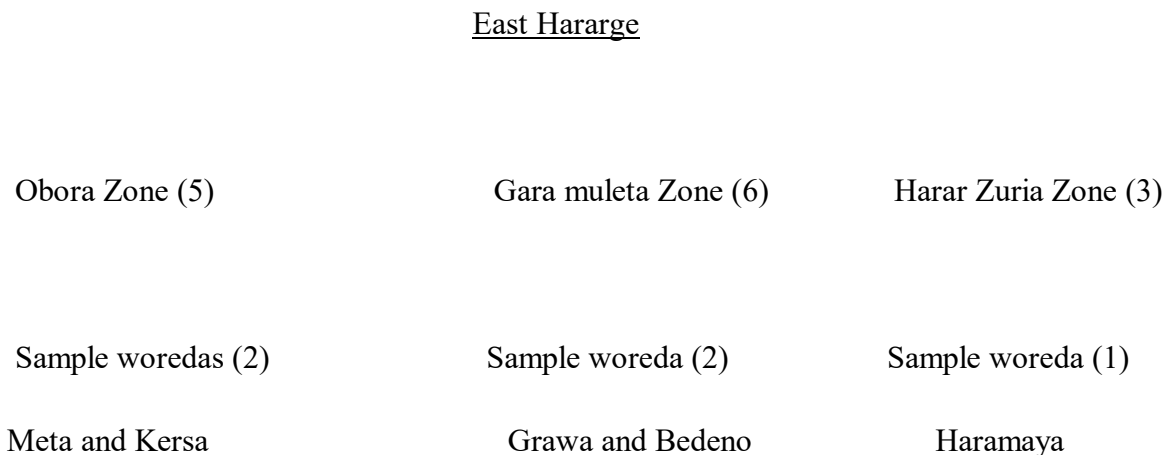 East Hararge
Obora Zone (5) Gara muleta Zone (6) Harar Zuria Zone (3)
Sample woredas (2) Sample woreda (2) Sample woreda (1)
Meta and Kersa Grawa and Bedeno Haramaya